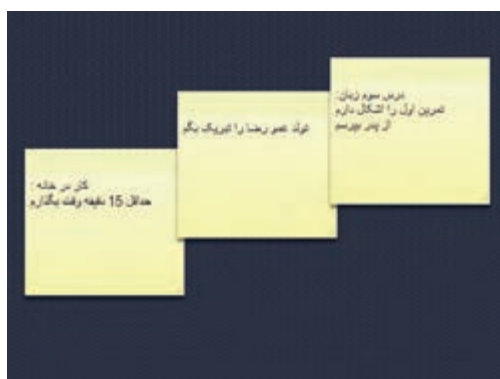 درس سوم زبان:
تمرین اول را اشکال دارم
از پدر بپرسم
تولد عمو رضا را تبریک بگم
کار در خانه :
حداقل 15 دقیقه وقت بگذارم